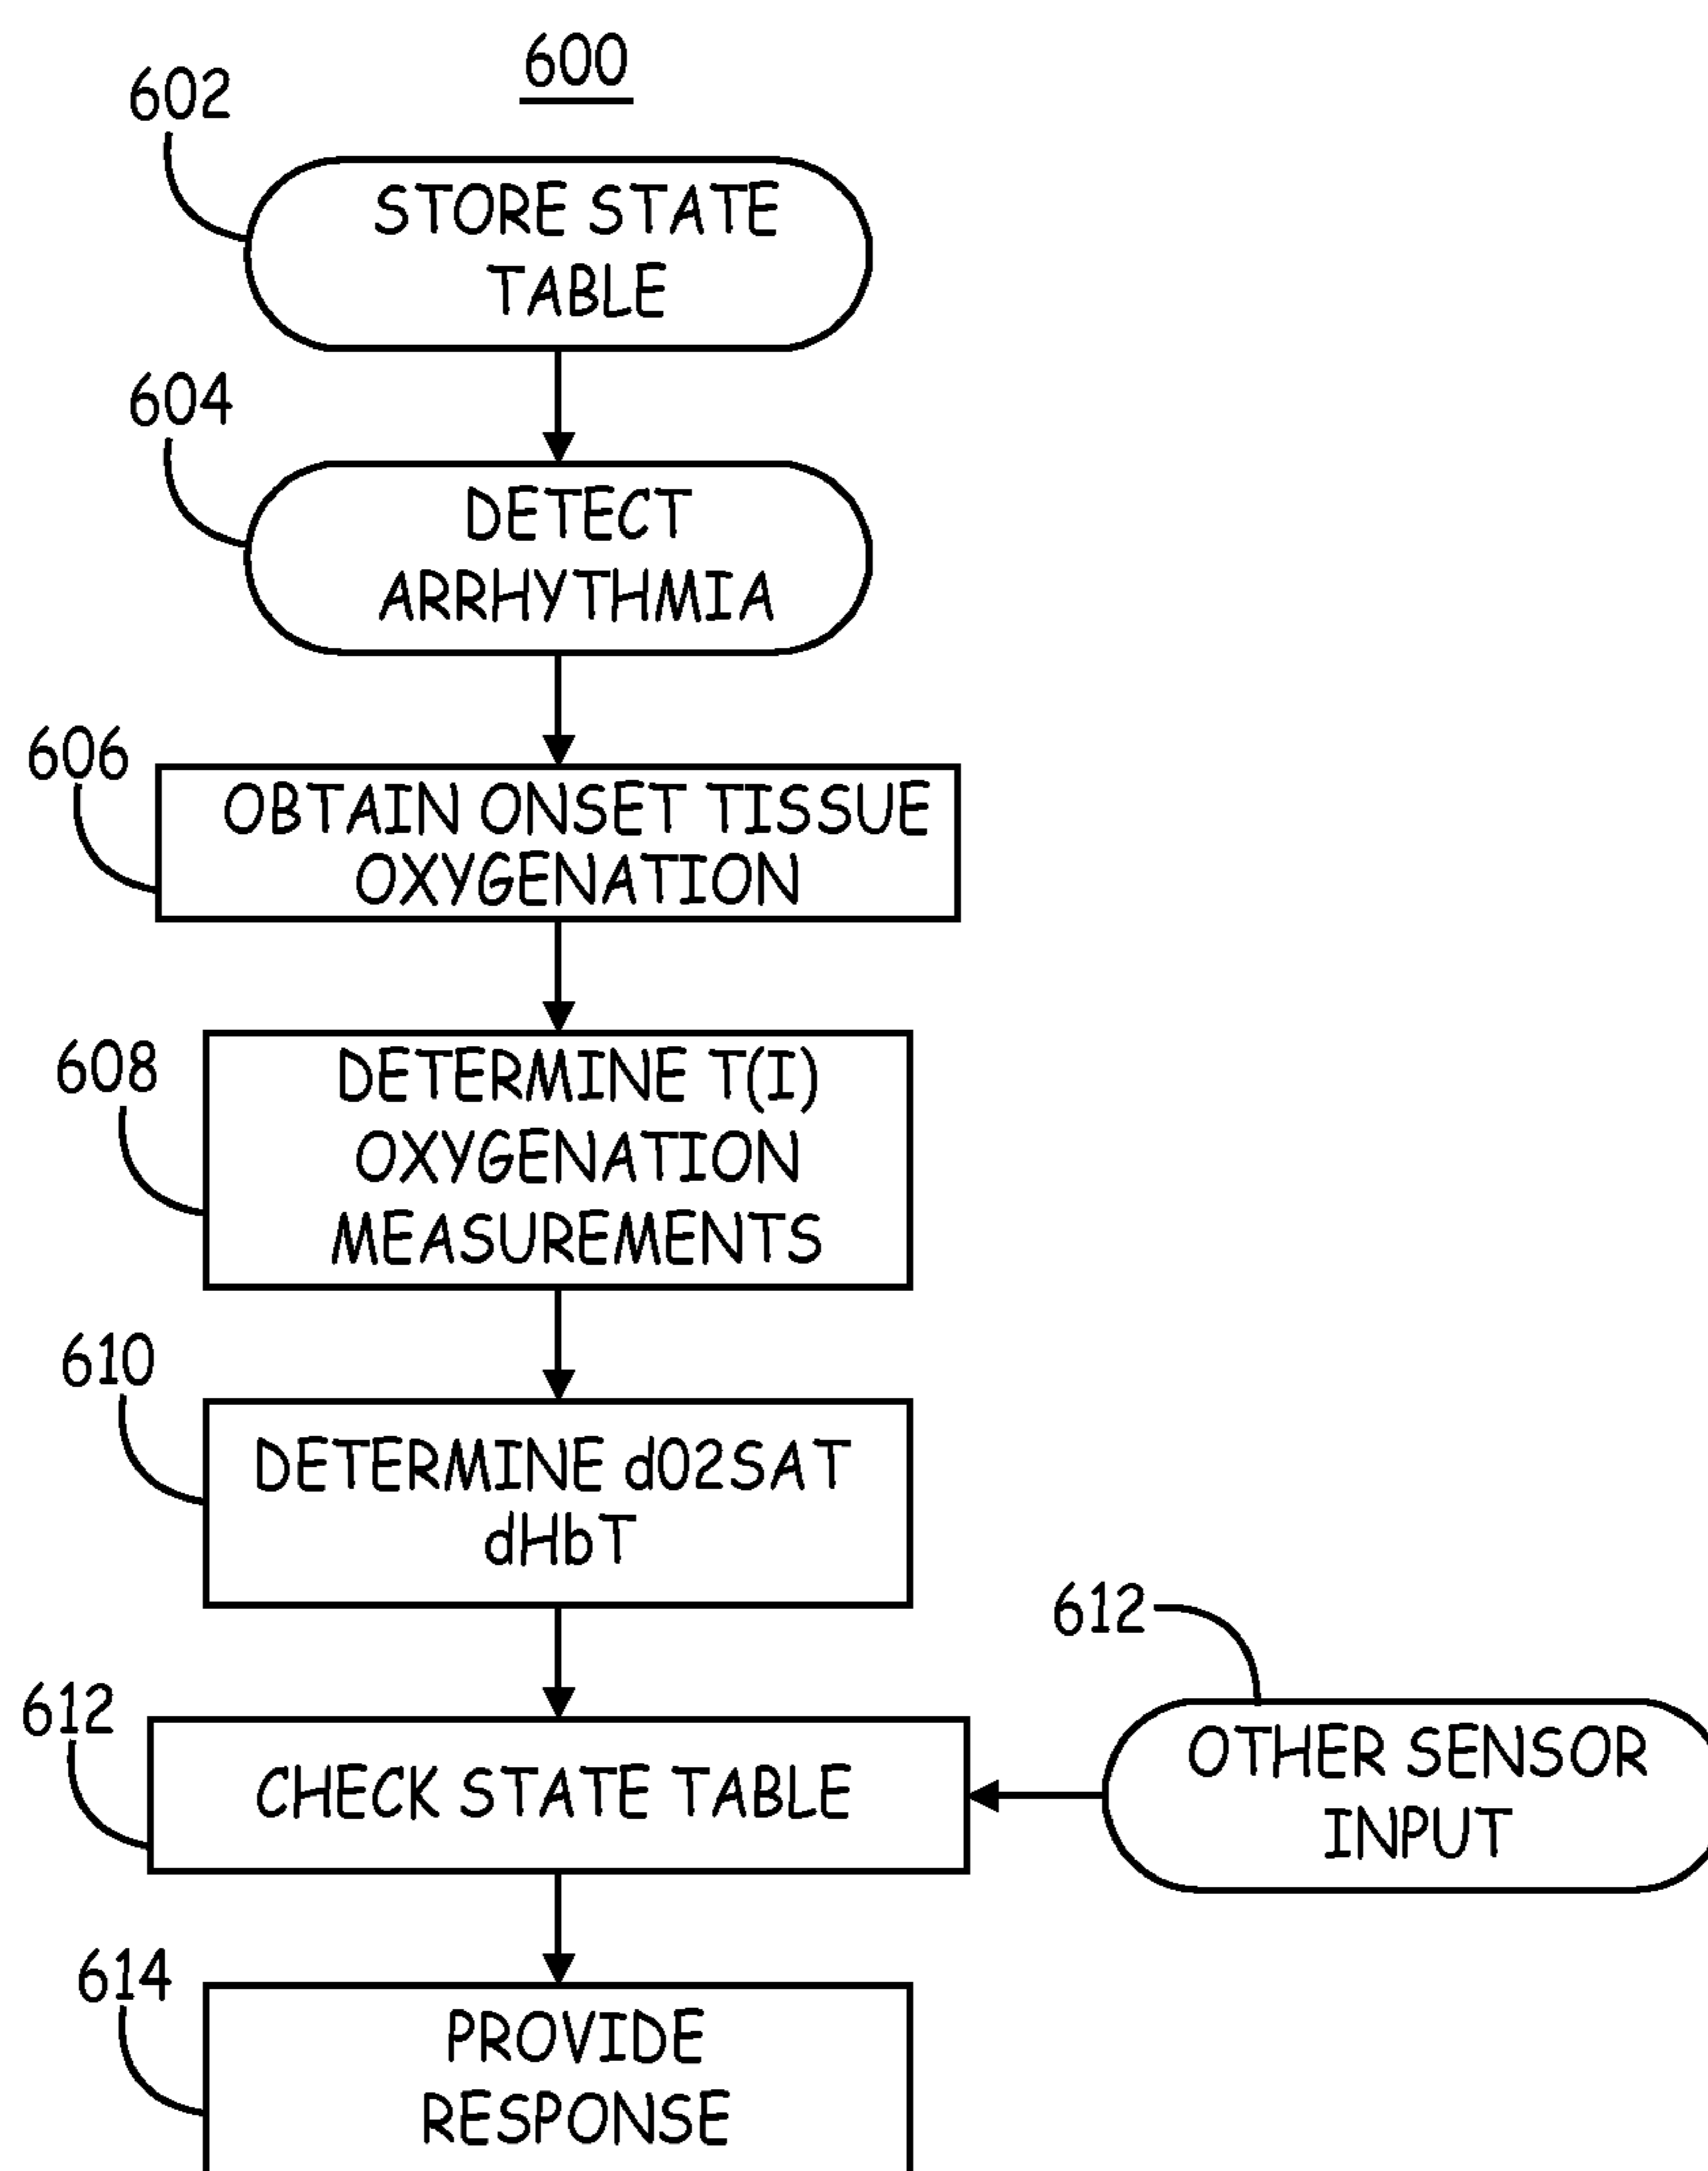 600
602
STORE STATE
TABLE
604
DETECT
ARRHYTHMIA
606
OBTAIN ONSET TISSUE
OXYGENATION
608
DETERMINE T(I)
OXYGENATION
MEASUREMENTS
610
DETERMINE dO2SAT
dHbT
612
CHECK STATE TABLE
612
OTHER SENSOR
INPUT
614
PROVIDE
RESPONSE